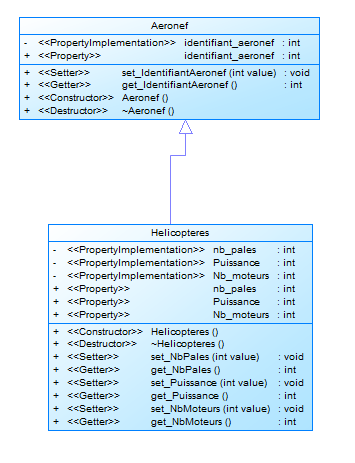 Aeronef
- <<PropertyImplementation>> identifiant_aeronef : int
+ <<Property>> identifiant_aeronef : int
+ <<Setter>> set_IdentifiantAeronef (int value) : void
+ <<Getter>> get_IdentifiantAeronef () : int
+ <<Constructor>> Aeronef ()
+ <<Destructor>> ~Aeronef ()
Helicopteres
- <<PropertyImplementation>> nb_pales : int
- <<PropertyImplementation>> Puissance : int
- <<PropertyImplementation>> Nb_moteurs : int
+ <<Property>> nb_pales : int
+ <<Property>> Puissance : int
+ <<Property>> Nb_moteurs : int
+ <<Constructor>> Helicopteres ()
+ <<Destructor>> ~Helicopteres ()
+ <<Setter>> set_NbPales (int value) : void
+ <<Getter>> get_NbPales () : int
+ <<Setter>> set_Puissance (int value) : void
+ <<Getter>> get_Puissance () : int
+ <<Setter>> set_NbMoteurs (int value) : void
+ <<Getter>> get_NbMoteurs () : int